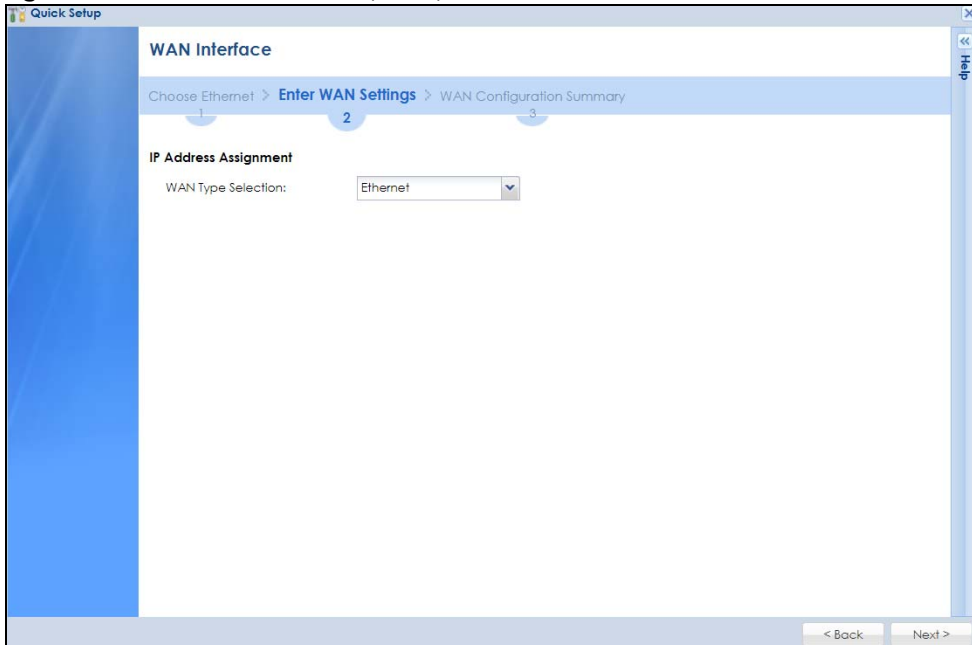 Quick Setup
WAN Interface
Choose Ethernet > Enter WAN Settings > WAN Configuration Summary
1 2 3
IP Address Assignment
WAN Type Selection: Ethernet
« Help
< Back Next >